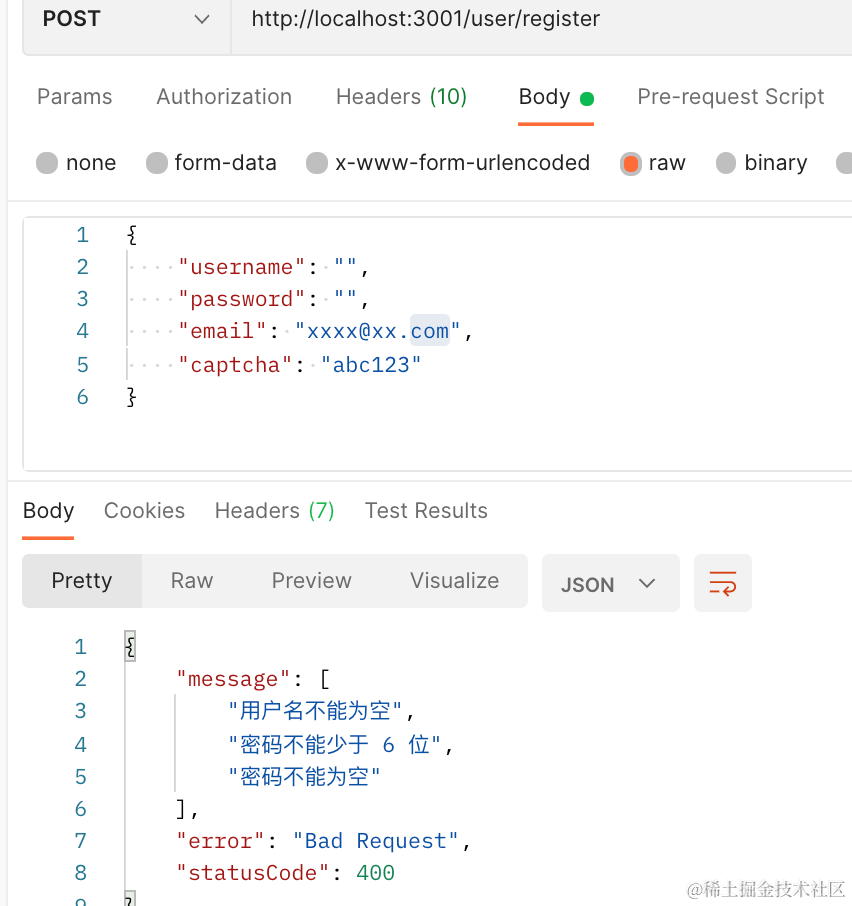 POST http://localhost:3001/user/register
Params Authorization Headers (10) Body Pre-request Script
none form-data x-www-form-urlencoded raw binary
1 {
2 "username": "",
3 "password": "",
4 "email": "xxxx@xx.com",
5 "captcha": "abc123"
6 }
Body Cookies Headers (7) Test Results
Pretty Raw Preview Visualize JSON
1 {
2 "message": [
3 "用户名不能为空",
4 "密码不能少于 6 位",
5 "密码不能为空"
6 ],
7 "error": "Bad Request",
8 "statusCode": 400
9 }
@稀土掘金技术社区